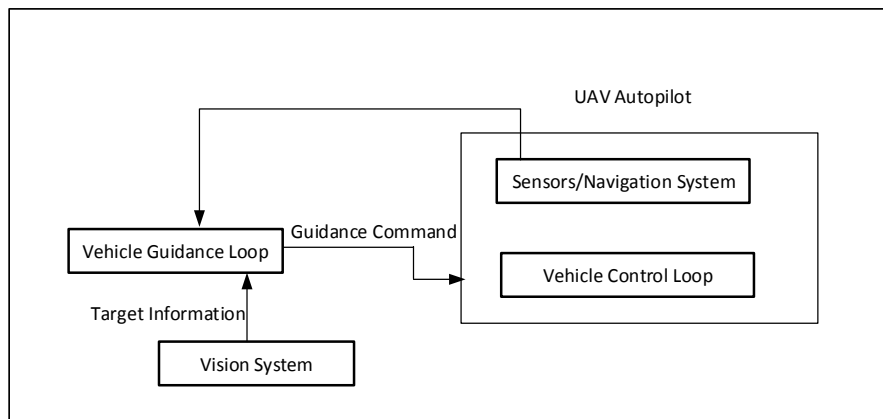 UAV Autopilot
Sensors/Navigation System
Guidance Command
Vehicle Guidance Loop
Vehicle Control Loop
Target Information
Vision System